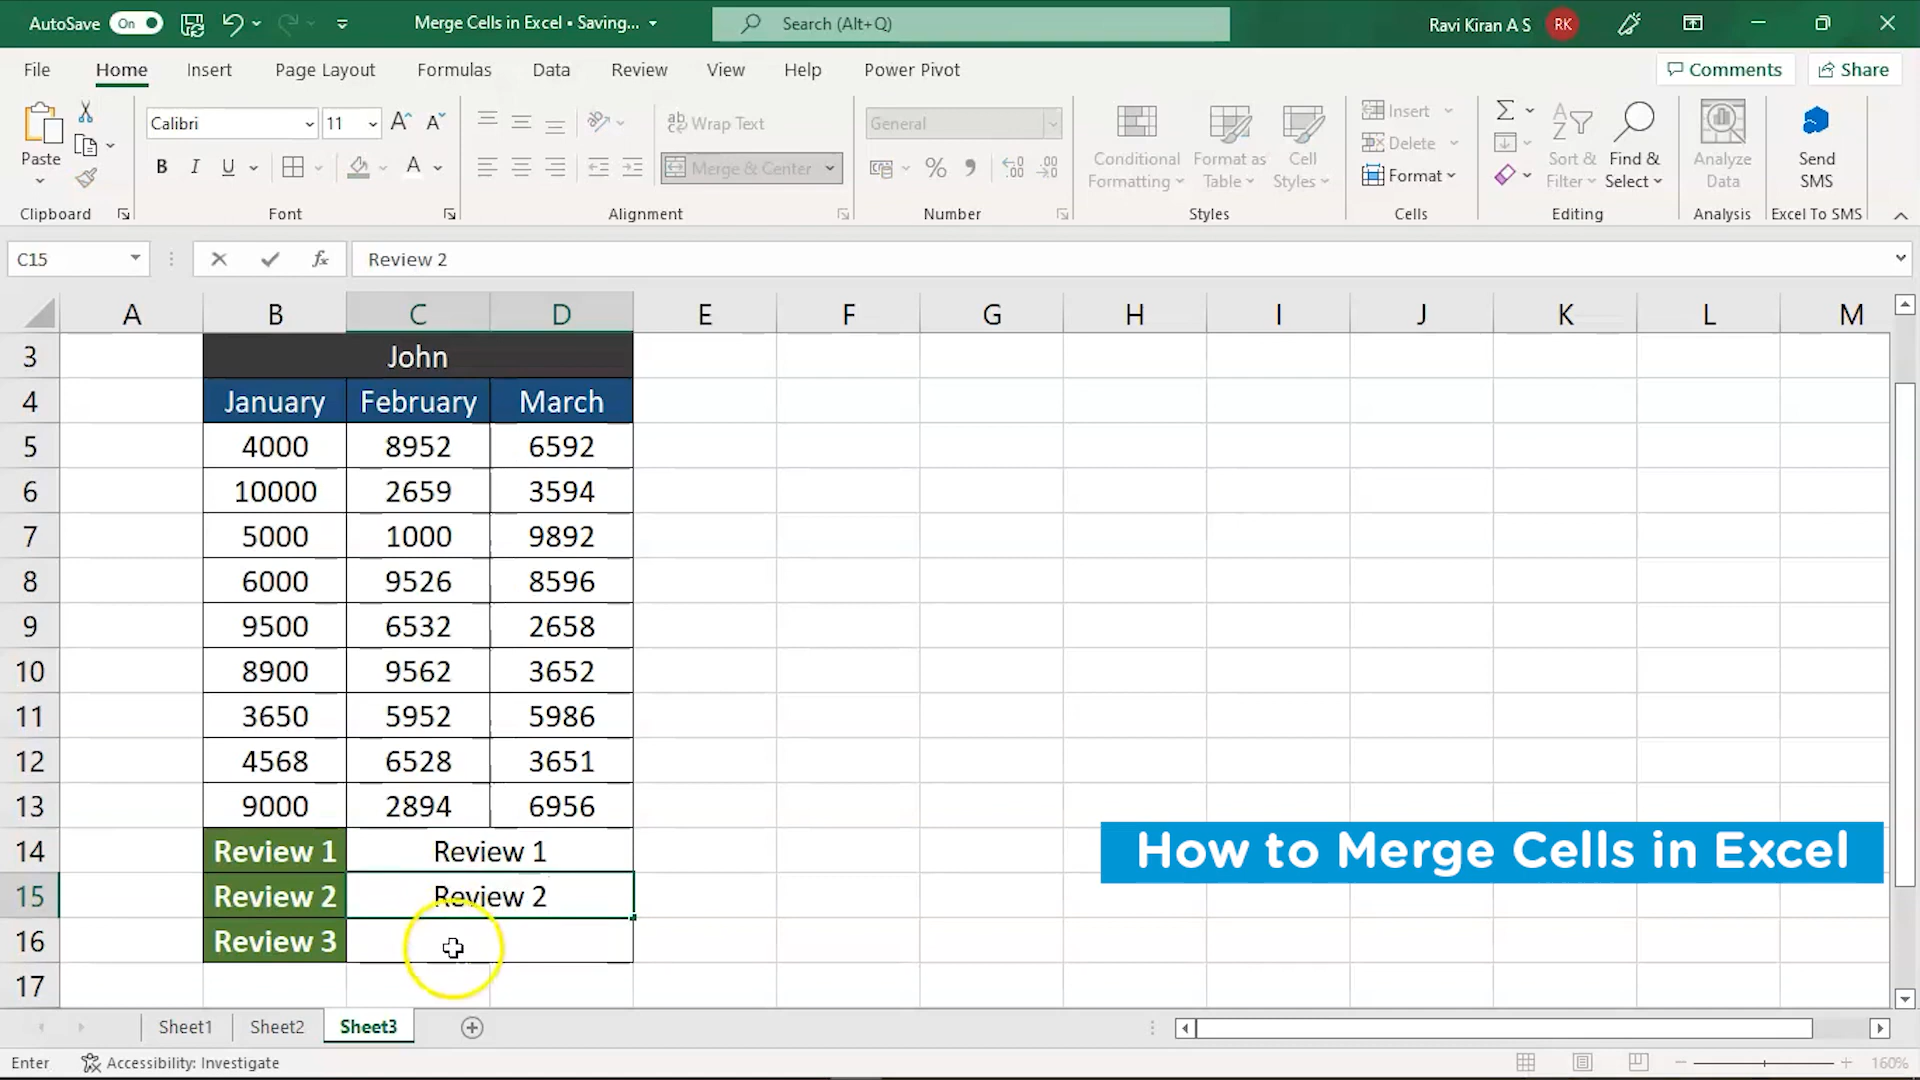 AutoSave On Merge Cells in Excel • Saving... Search (Alt+Q) Ravi Kiran A S RK
File Home Insert Page Layout Formulas Data Review View Help Power Pivot Comments Share
Paste
Clipboard
Calibri 11
B I U A
Font
ab Wrap Text
Merge & Center
Alignment
General
%
Number
Conditional Formatting
Format as Table
Cell Styles
Styles
Insert
Delete
Format
Cells
Sort & Filter
Find & Select
Editing
Analyze Data
Analysis
Send SMS
Excel To SMS
C15 fx Review 2
A B C D E F G H I J K L M
3 John
4 January February March
5 4000 8952 6592
6 10000 2659 3594
7 5000 1000 9892
8 6000 9526 8596
9 9500 6532 2658
10 8900 9562 3652
11 3650 5952 5986
12 4568 6528 3651
13 9000 2894 6956
14 Review 1 Review 1
15 Review 2 Review 2
16 Review 3
17
How to Merge Cells in Excel
Sheet1 Sheet2 Sheet3
Enter Accessibility: Investigate 160%